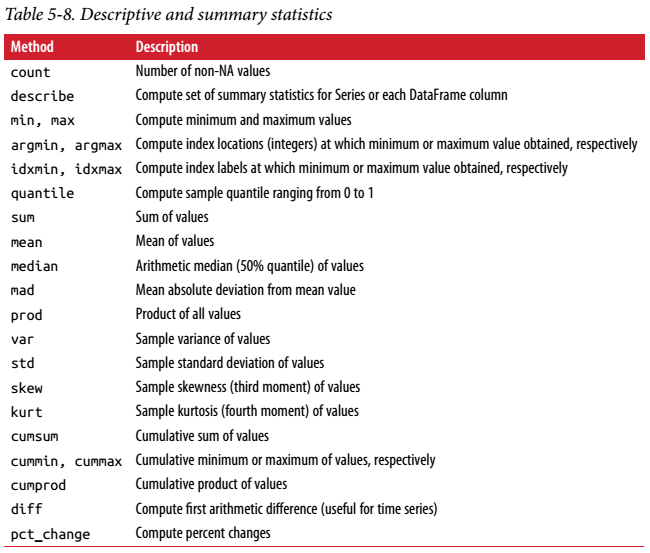 Table 5-8. Descriptive and summary statistics
Method Description
count Number of non-NA values
describe Compute set of summary statistics for Series or each DataFrame column
min, max Compute minimum and maximum values
argmin, argmax Compute index locations (integers) at which minimum or maximum value obtained, respectively
idxmin, idxmax Compute index labels at which minimum or maximum value obtained, respectively
quantile Compute sample quantile ranging from 0 to 1
sum Sum of values
mean Mean of values
median Arithmetic median (50% quantile) of values
mad Mean absolute deviation from mean value
prod Product of all values
var Sample variance of values
std Sample standard deviation of values
skew Sample skewness (third moment) of values
kurt Sample kurtosis (fourth moment) of values
cumsum Cumulative sum of values
cummin, cummax Cumulative minimum or maximum of values, respectively
cumprod Cumulative product of values
diff Compute first arithmetic difference (useful for time series)
pct_change Compute percent changes